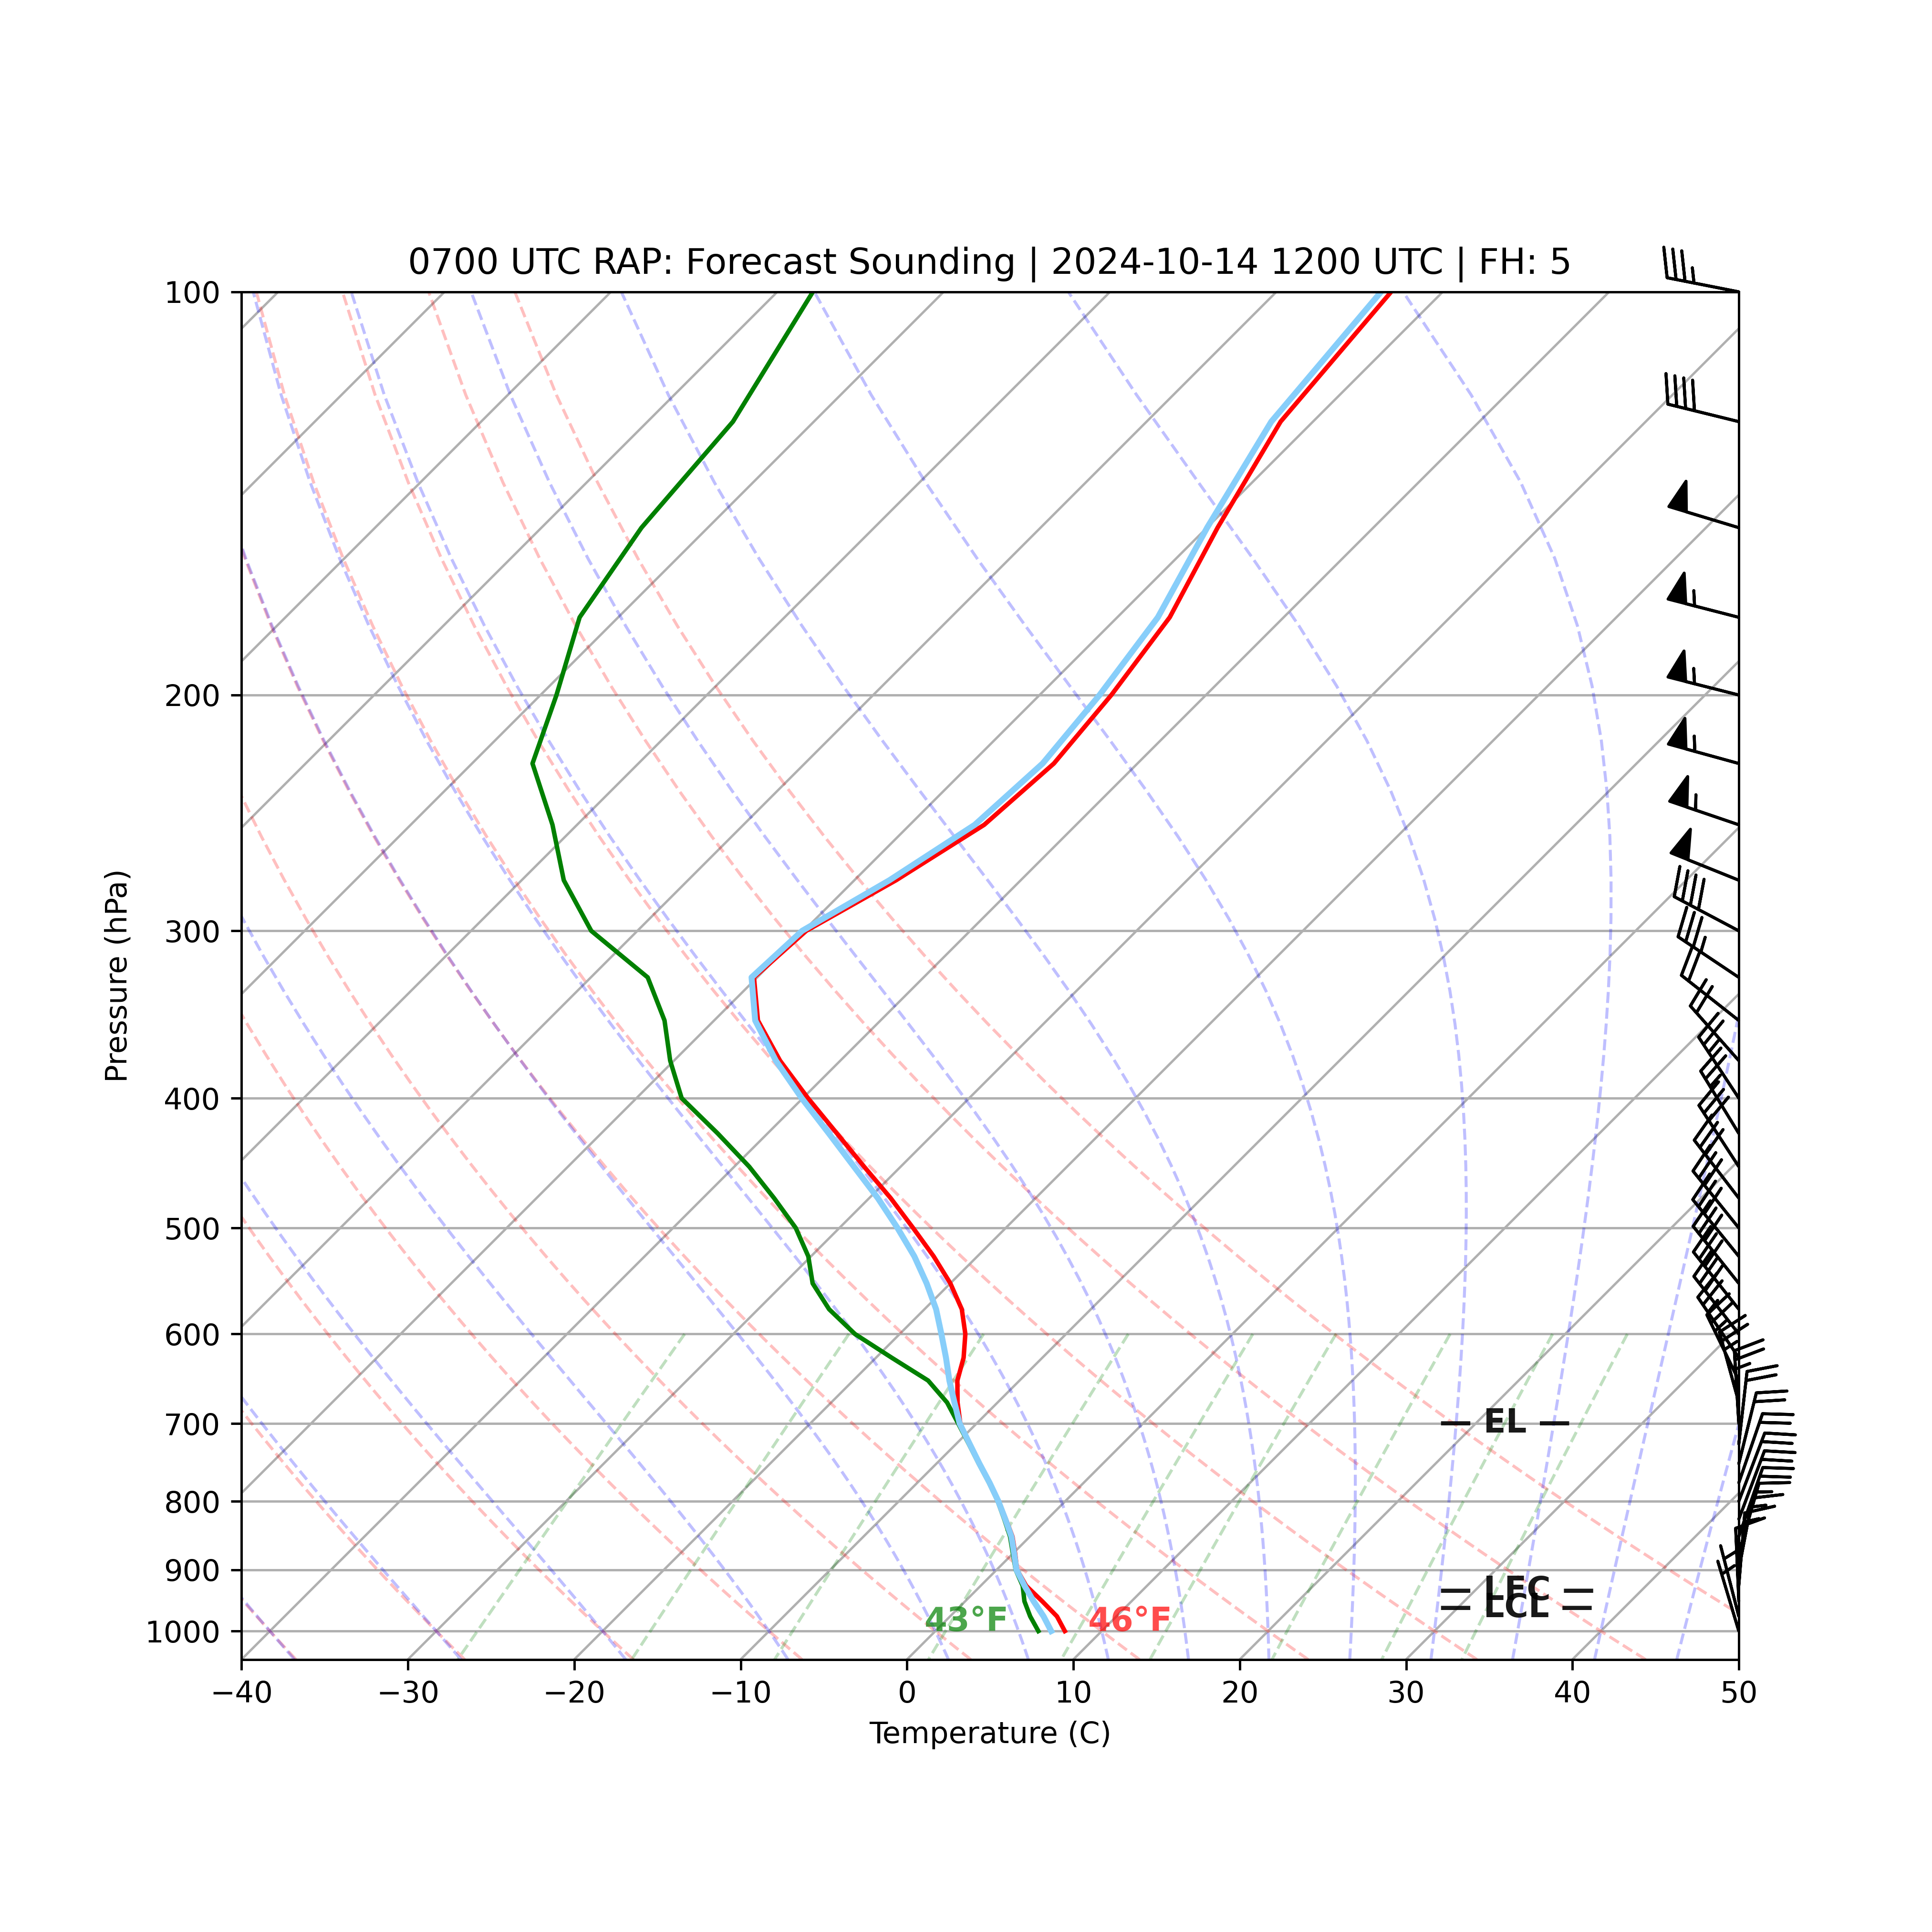 0700 UTC RAP: Forecast Sounding | 2024-10-14 1200 UTC | FH: 5
100
200
300
400
500
600
700
800
900
1000
Pressure (hPa)
EL
LFC
LCL
43°F
46°F
−40 −30 −20 −10 0 10 20 30 40 50
Temperature (C)